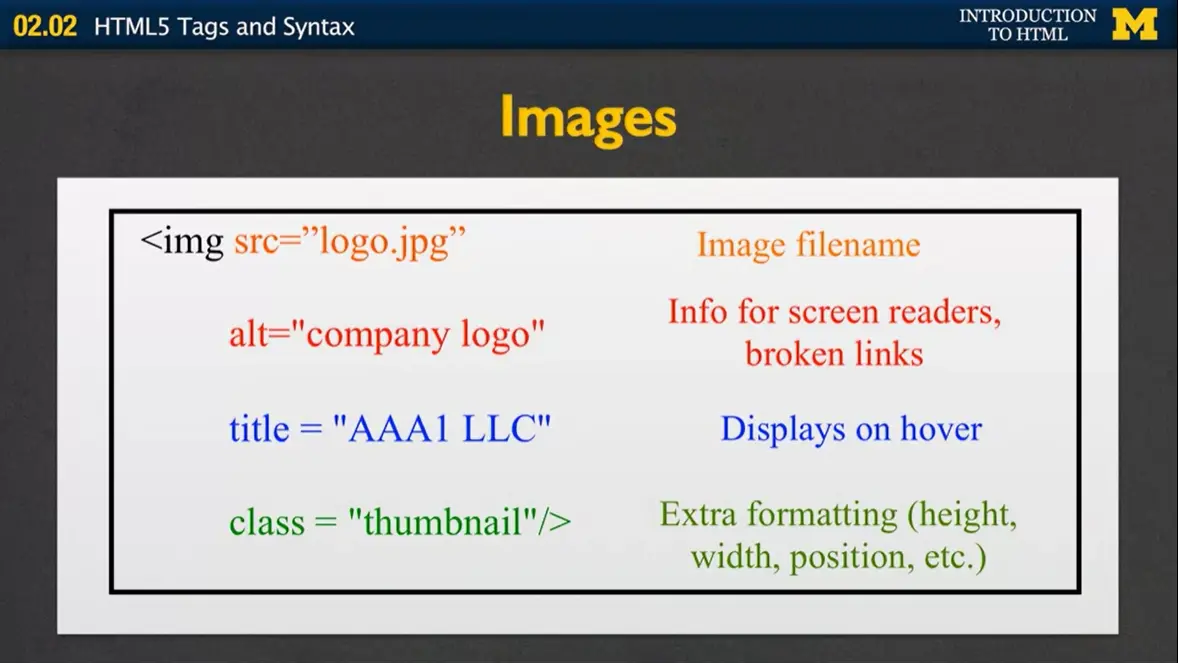 02.02 HTML5 Tags and Syntax
INTRODUCTION
TO HTML
M
Images
<img src=”logo.jpg”
Image filename
alt="company logo"
Info for screen readers,
broken links
title = "AAA1 LLC"
Displays on hover
class = "thumbnail"/>
Extra formatting (height,
width, position, etc.)